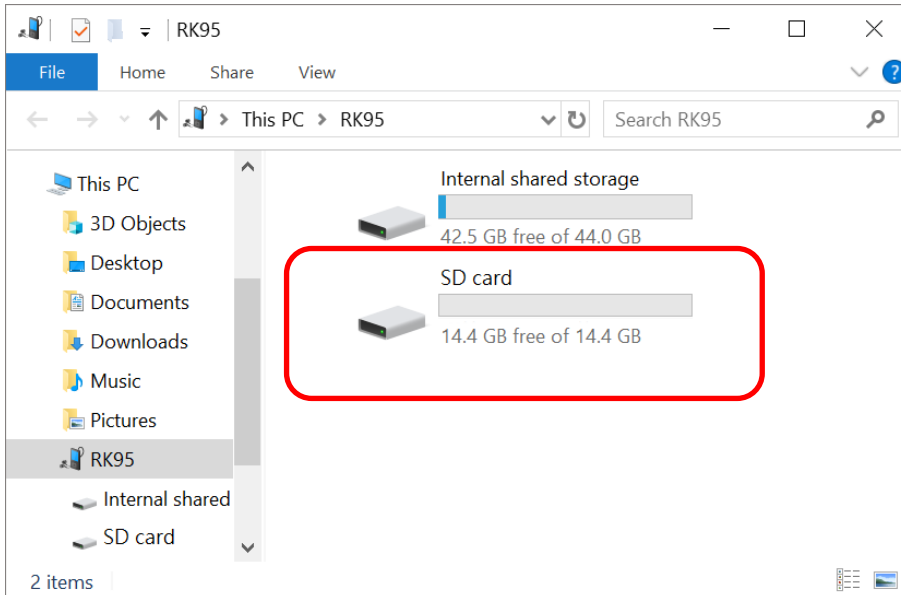 RK95
File Home Share View
?
This PC > RK95
Search RK95
This PC
3D Objects
Desktop
Documents
Downloads
Music
Pictures
RK95
Internal shared
SD card
Internal shared storage
42.5 GB free of 44.0 GB
SD card
14.4 GB free of 14.4 GB
2 items